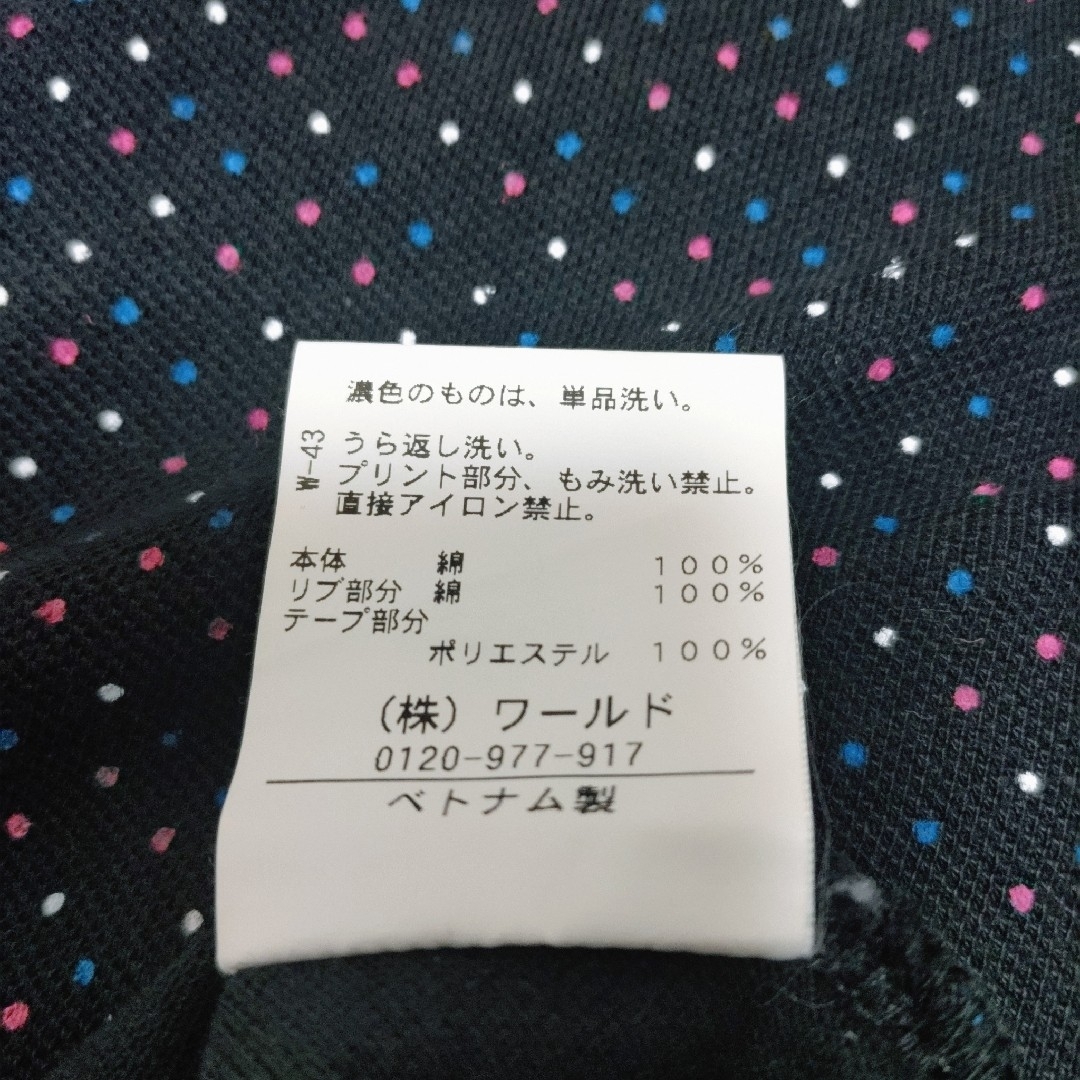 濃色のものは、単品洗い。
W-43
うら返し洗い。
プリント部分、もみ洗い禁止。
直接アイロン禁止。
本体 綿 100%
リブ部分 綿 100%
テープ部分
ポリエステル 100%
(株) ワールド
0120-977-917
ベトナム製